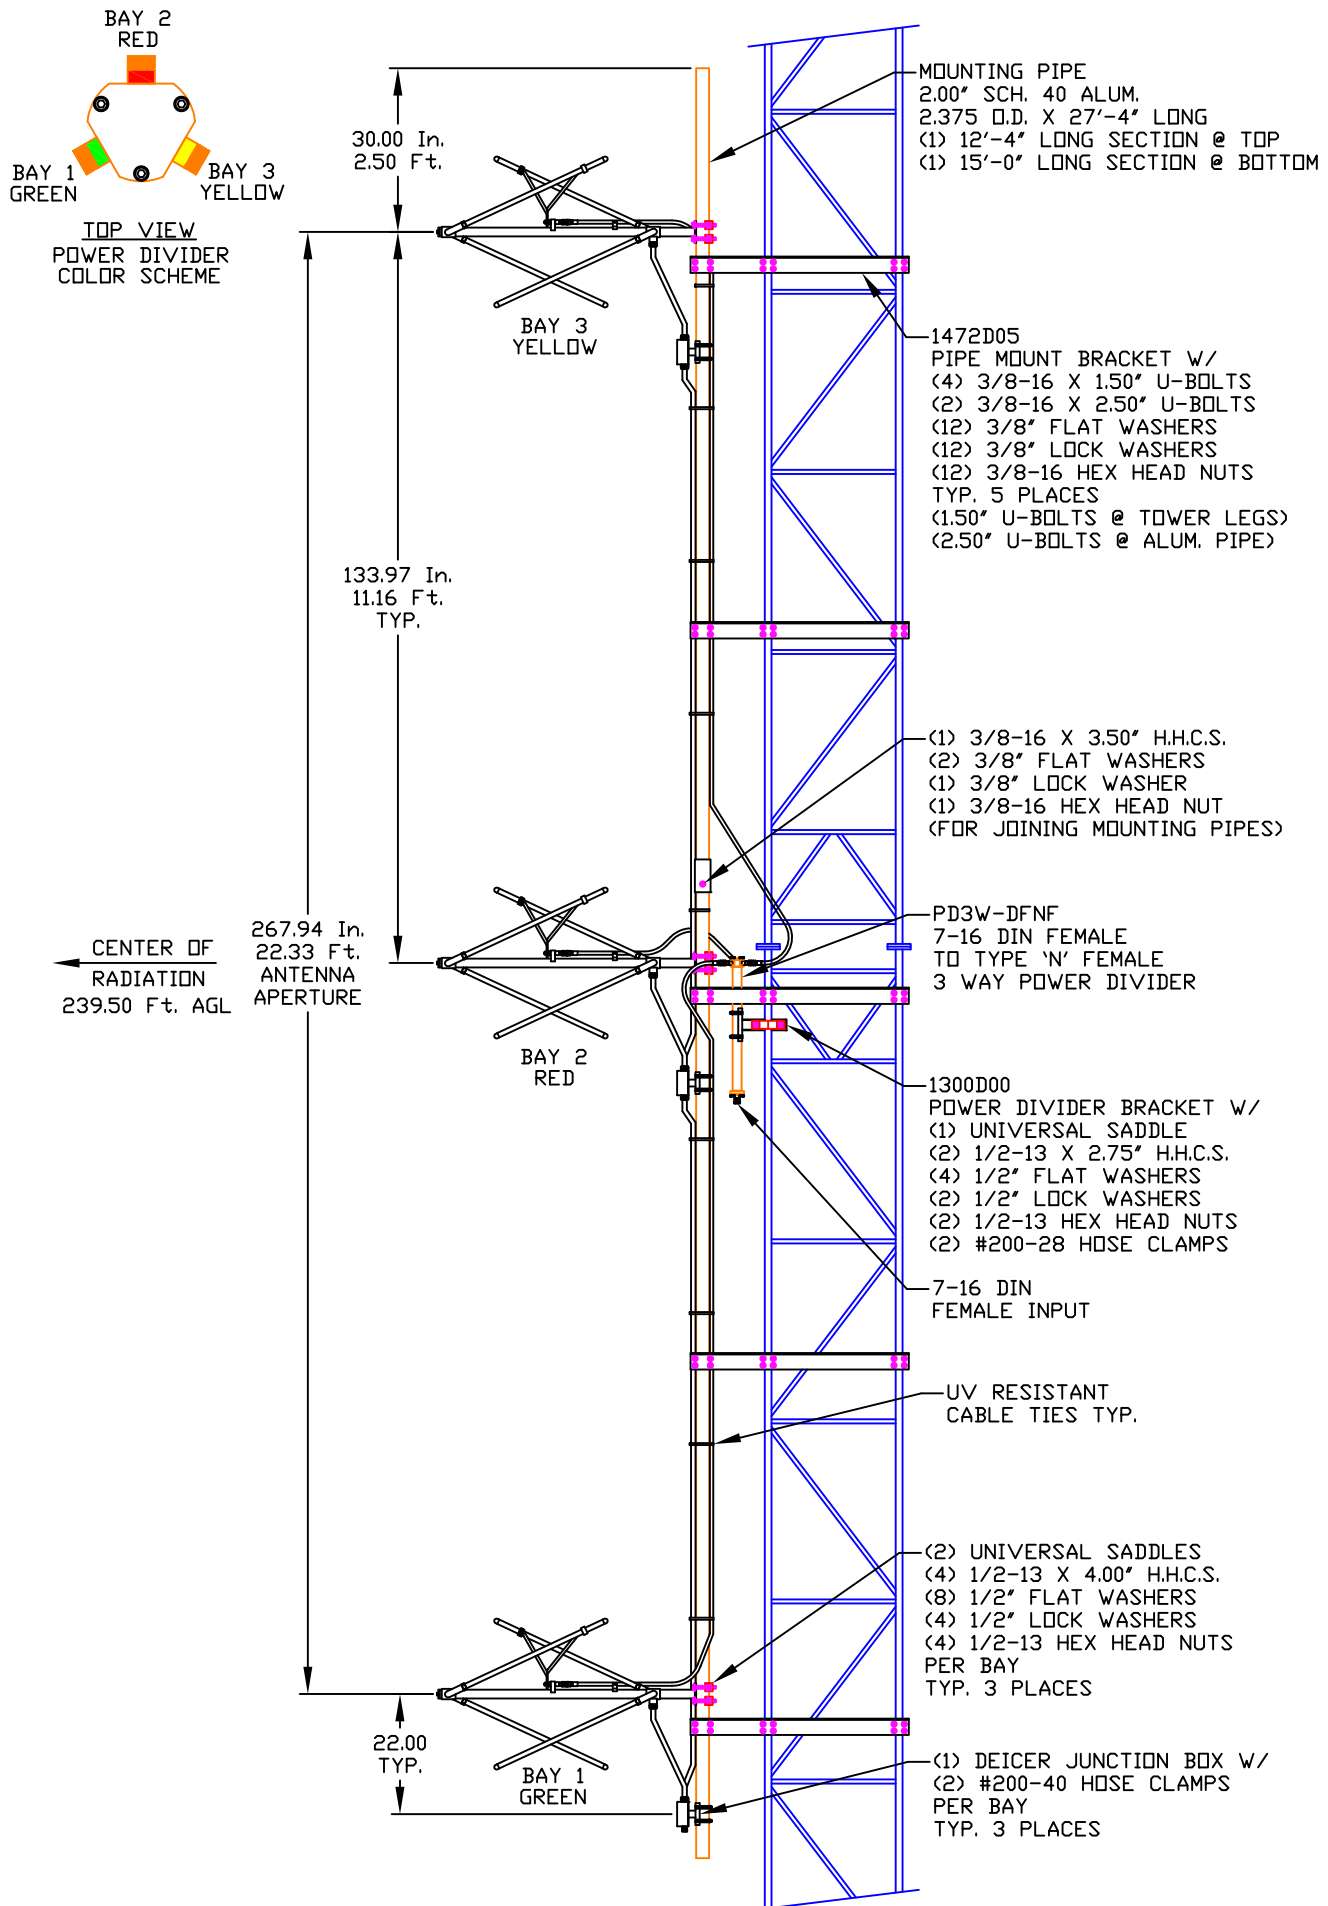 BAY 2
RED
BAY 1
GREEN
BAY 3
YELLOW
TOP VIEW
POWER DIVIDER
COLOR SCHEME
30.00 In.
2.50 Ft.
MOUNTING PIPE
2.00" SCH. 40 ALUM.
2.375 O.D. X 27'-4" LONG
(1) 12'-4" LONG SECTION @ TOP
(1) 15'-0" LONG SECTION @ BOTTOM
BAY 3
YELLOW
1472D05
PIPE MOUNT BRACKET W/
(4) 3/8-16 X 1.50" U-BOLTS
(2) 3/8-16 X 2.50" U-BOLTS
(12) 3/8" FLAT WASHERS
(12) 3/8" LOCK WASHERS
(12) 3/8-16 HEX HEAD NUTS
TYP. 5 PLACES
(1.50" U-BOLTS @ TOWER LEGS)
(2.50" U-BOLTS @ ALUM. PIPE)
133.97 In.
11.16 Ft.
TYP.
(1) 3/8-16 X 3.50" H.H.C.S.
(2) 3/8" FLAT WASHERS
(1) 3/8" LOCK WASHER
(1) 3/8-16 HEX HEAD NUT
(FOR JOINING MOUNTING PIPES)
267.94 In.
22.33 Ft.
ANTENNA
APERTURE
CENTER OF
RADIATION
239.50 Ft. AGL
PD3W-DFNF
7-16 DIN FEMALE
TO TYPE 'N' FEMALE
3 WAY POWER DIVIDER
BAY 2
RED
1300D00
POWER DIVIDER BRACKET W/
(1) UNIVERSAL SADDLE
(2) 1/2-13 X 2.75" H.H.C.S.
(4) 1/2" FLAT WASHERS
(2) 1/2" LOCK WASHERS
(2) 1/2-13 HEX HEAD NUTS
(2) #200-28 HOSE CLAMPS
7-16 DIN
FEMALE INPUT
UV RESISTANT
CABLE TIES TYP.
(2) UNIVERSAL SADDLES
(4) 1/2-13 X 4.00" H.H.C.S.
(8) 1/2" FLAT WASHERS
(4) 1/2" LOCK WASHERS
(4) 1/2-13 HEX HEAD NUTS
PER BAY
TYP. 3 PLACES
22.00
TYP.
BAY 1
GREEN
(1) DEICER JUNCTION BOX W/
(2) #200-40 HOSE CLAMPS
PER BAY
TYP. 3 PLACES